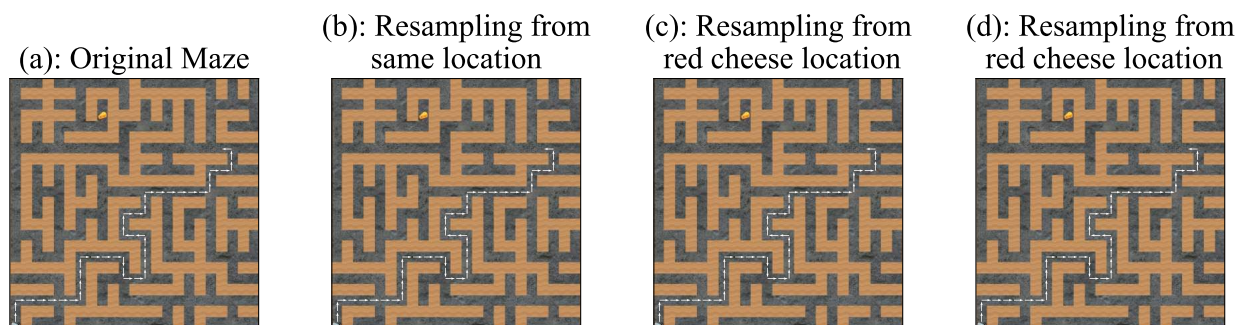 (a): Original Maze
(b): Resampling from
same location
(c): Resampling from
red cheese location
(d): Resampling from
red cheese location